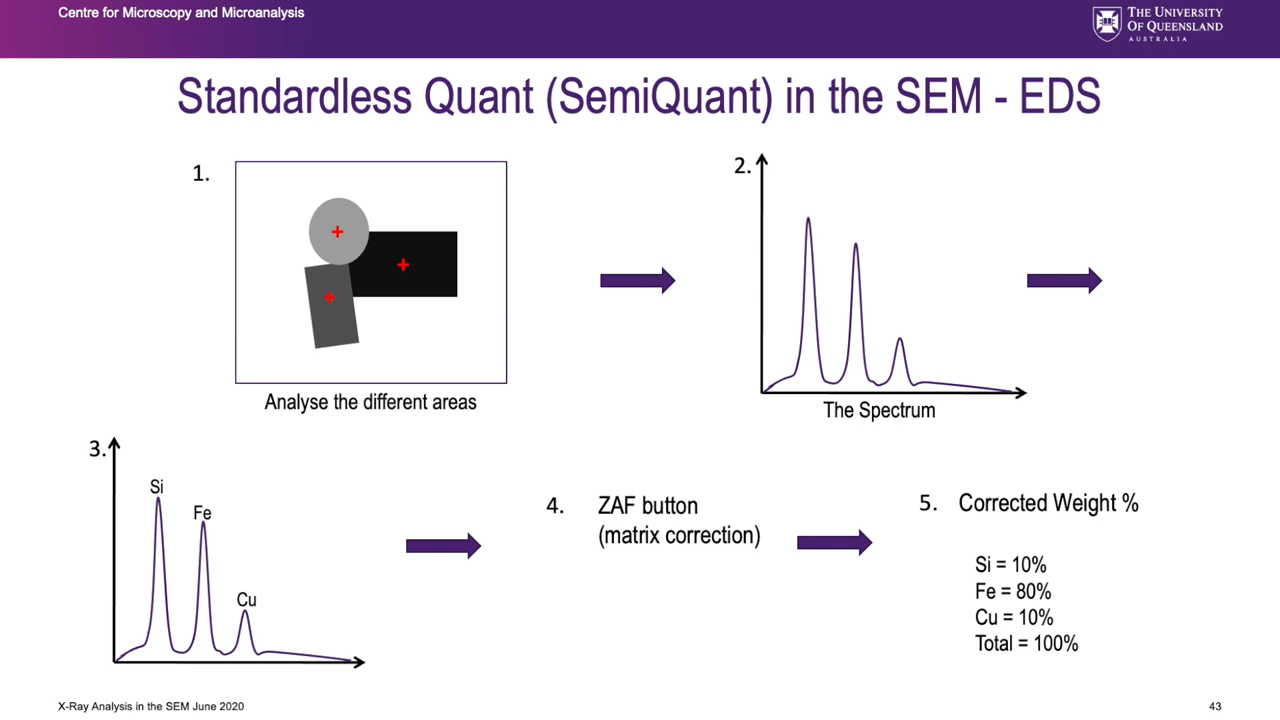 Centre for Microscopy and Microanalysis
THE UNIVERSITY
OF QUEENSLAND
AUSTRALIA
Standardless Quant (SemiQuant) in the SEM - EDS
1.
Analyse the different areas
2.
The Spectrum
3.
Si
Fe
Cu
4. ZAF button
(matrix correction)
5. Corrected Weight %
Si = 10%
Fe = 80%
Cu = 10%
Total = 100%
X-Ray Analysis in the SEM June 2020
43